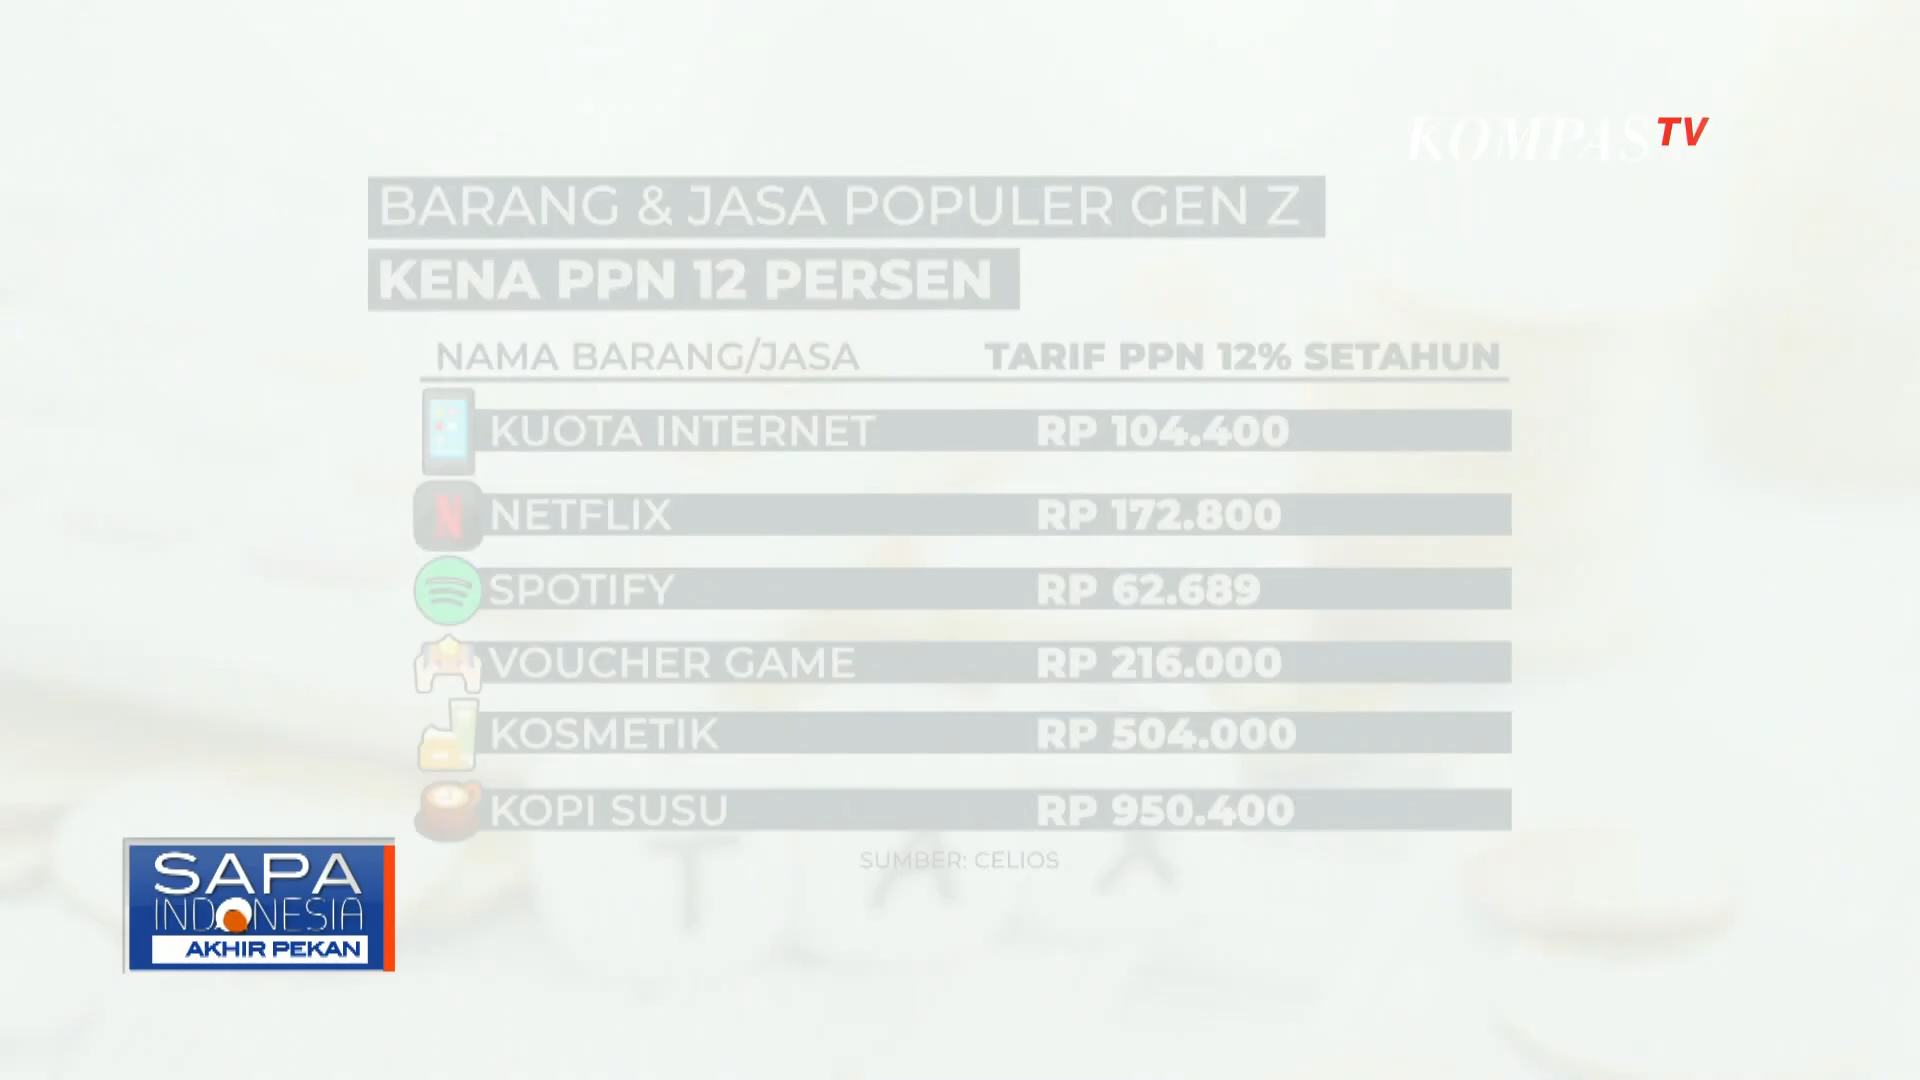 KOMPAS TV
BARANG & JASA POPULER GEN Z
KENA PPN 12 PERSEN
NAMA BARANG/JASA TARIF PPN 12% SETAHUN
KUOTA INTERNET RP 104.400
N NETFLIX RP 172.800
SPOTIFY RP 62.689
VOUCHER GAME RP 216.000
KOSMETIK RP 504.000
KOPI SUSU RP 950.400
TAX
SUMBER: CELIOS
SAPA
INDONESIA
AKHIR PEKAN